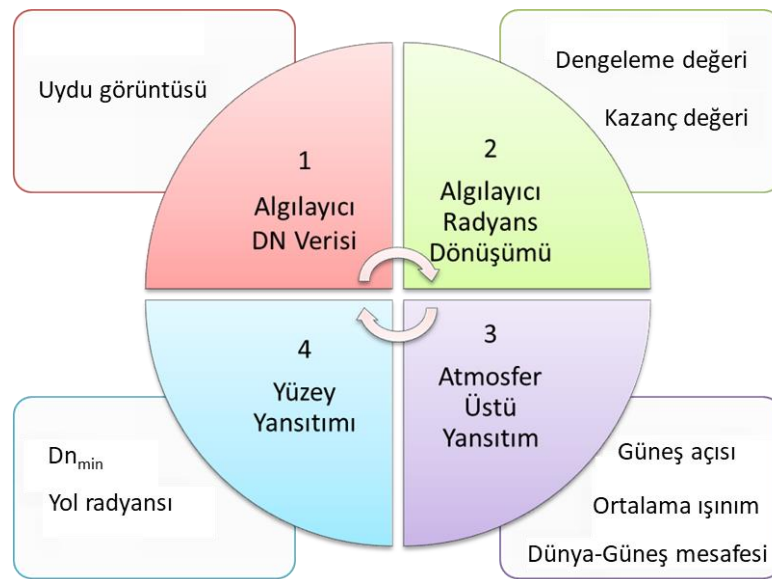 Uydu görüntüsü
1
Algılayıcı
DN Verisi
Dengeleme değeri
Kazanç değeri
2
Algılayıcı
Radyans
Dönüşümü
3
Atmosfer
Üstü
Yansıtım
Güneş açısı
Ortalama ışınım
Dünya-Güneş mesafesi
4
Yüzey
Yansıtımı
Dn_min
Yol radyansı